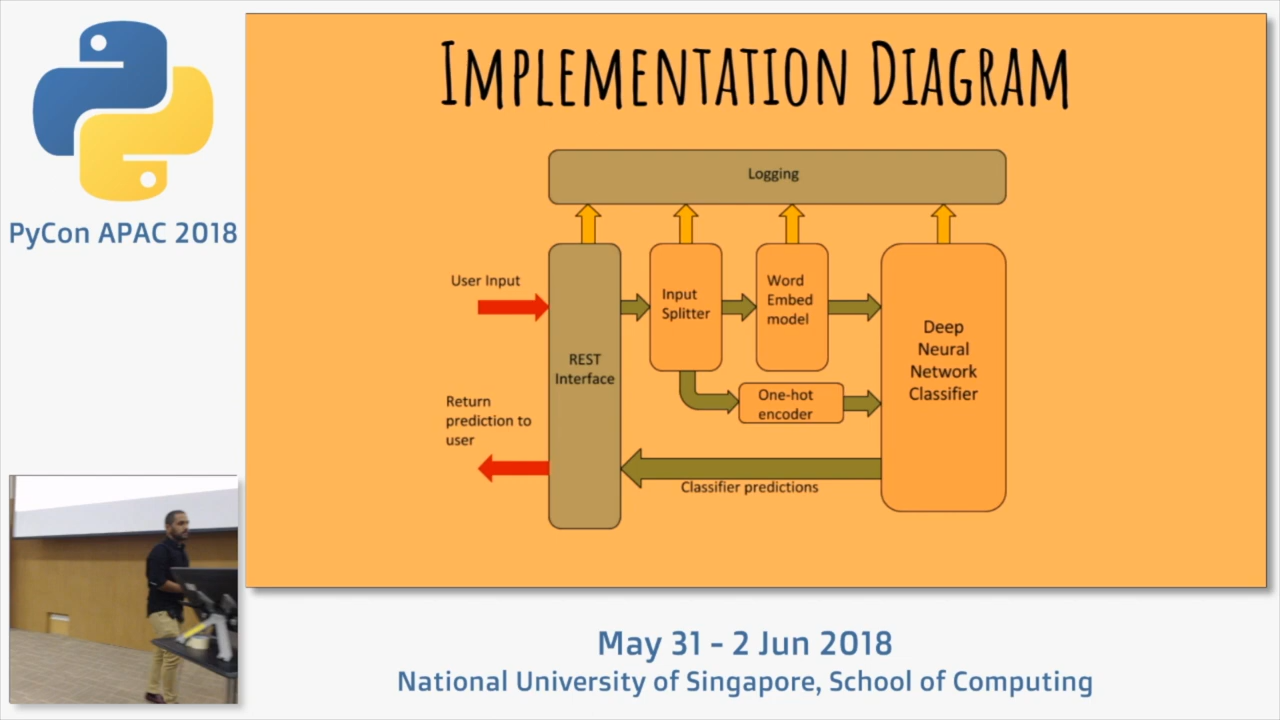 PyCon APAC 2018
IMPLEMENTATION DIAGRAM
Logging
User Input
REST
Interface
Input
Splitter
Word
Embed
model
One-hot
encoder
Deep
Neural
Network
Classifier
Return
prediction to
user
Classifier predictions
May 31 - 2 Jun 2018
National University of Singapore, School of Computing